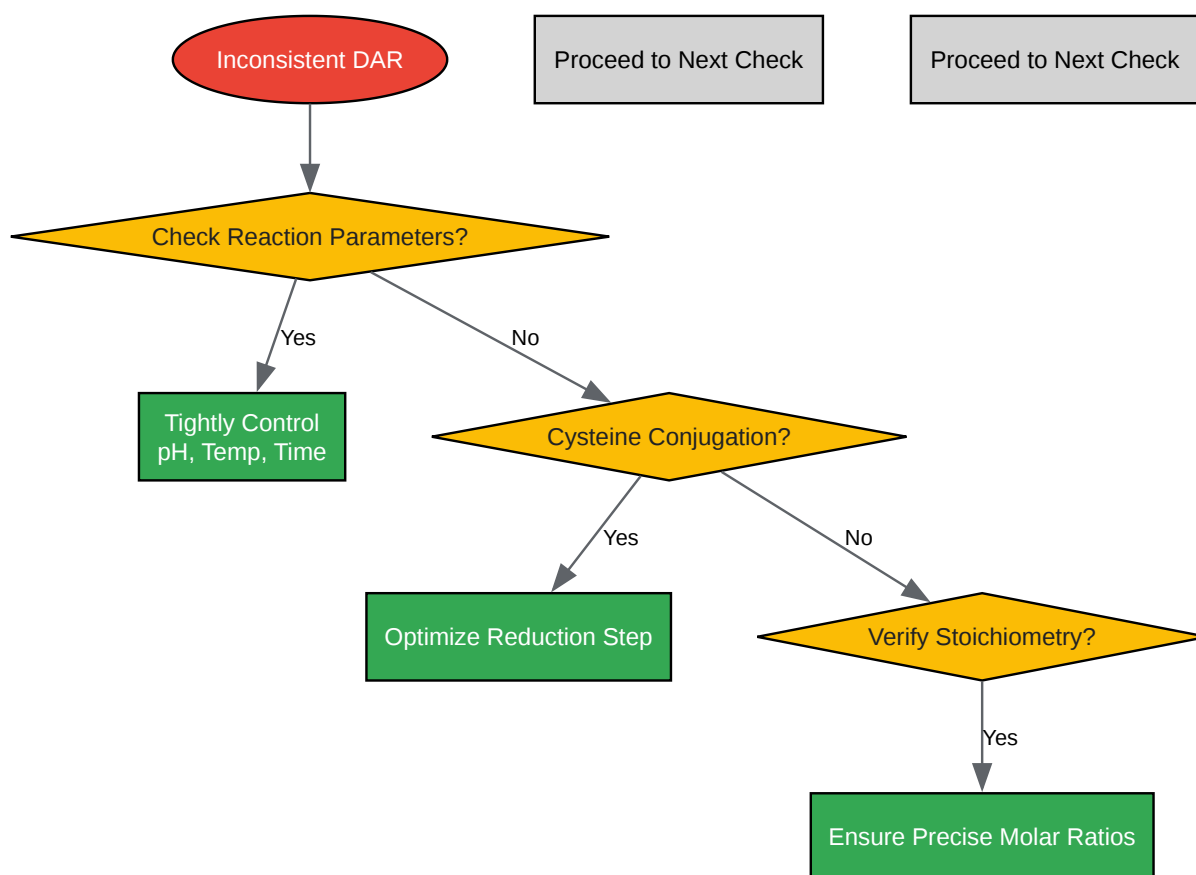 Inconsistent DAR
Proceed to Next Check
Proceed to Next Check
Check Reaction Parameters?
Yes
No
Tightly Control
pH, Temp, Time
Cysteine Conjugation?
Yes
No
Optimize Reduction Step
Verify Stoichiometry?
Yes
Ensure Precise Molar Ratios